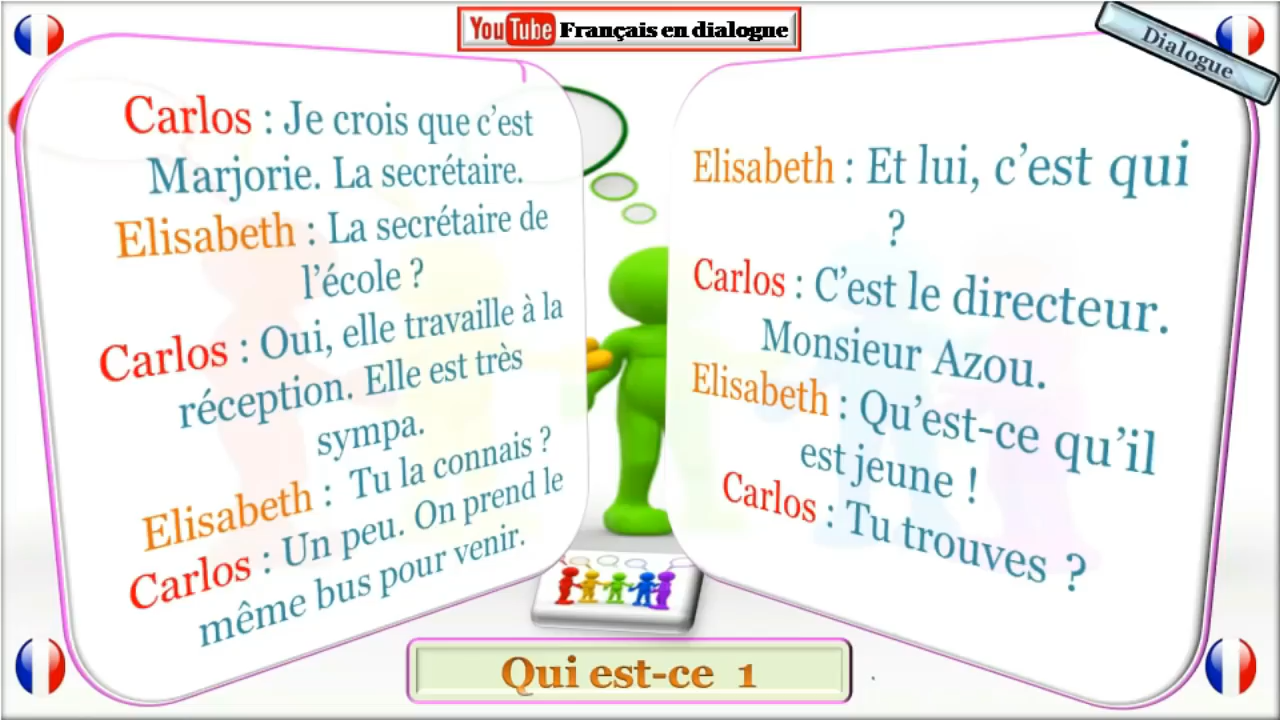 YouTube Français en dialogue
Dialogue
Carlos : Je crois que c’est
Marjorie. La secrétaire.
Elisabeth : La secrétaire de
l’école ?
Carlos : Oui, elle travaille à la
réception. Elle est très
sympa.
Elisabeth : Tu la connais ?
Carlos : Un peu. On prend le
même bus pour venir.
Elisabeth : Et lui, c’est qui
?
Carlos : C’est le directeur.
Monsieur Azou.
Elisabeth : Qu’est-ce qu’il
est jeune !
Carlos : Tu trouves ?
Qui est-ce 1